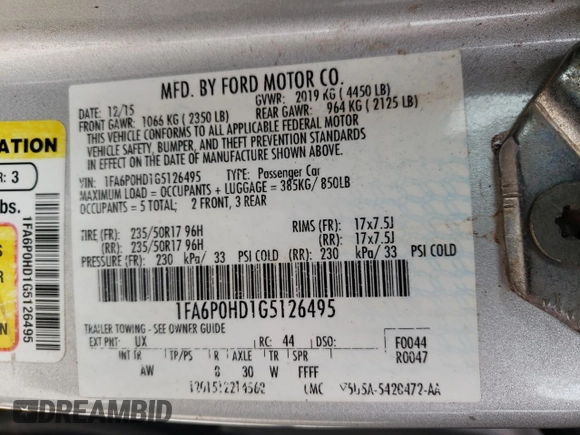 MFD. BY FORD MOTOR CO.
DATE: 12/15 GVWR: 2019 KG ( 4450 LB)
FRONT GAWR: 1066 KG ( 2350 LB) REAR GAWR: 964 KG ( 2125 LB)
THIS VEHICLE CONFORMS TO ALL APPLICABLE FEDERAL MOTOR
VEHICLE SAFETY, BUMPER, AND THEFT PREVENTION STANDARDS
IN EFFECT ON THE DATE OF MANUFACTURE SHOWN ABOVE.
VIN: 1FA6P0HD1G5126495 TYPE: Passenger Car
MAXIMUM LOAD = OCCUPANTS + LUGGAGE = 385KG/ 850LB
OCCUPANTS = 5 TOTAL; 2 FRONT, 3 REAR
TIRE (FR): 235/50R17 96H RIMS (FR): 17x7.5J
(RR): 235/50R17 96H (RR): 17x7.5J
PRESSURE (FR): 230 kPa/ 33 PSI COLD (RR): 230 kPa/ 33 PSI COLD
1FA6P0HD1G5126495
TRAILER TOWING - SEE OWNER GUIDE
EXT PNT: UX RC: 44 DSO: F0044
R0047
INT TR TP/PS R AXLE TR SPR
AW 8 30 W FFFF
ATION
R: 3
lbs.
S
N
1FA6P0HD1G5126495
DREAMBID